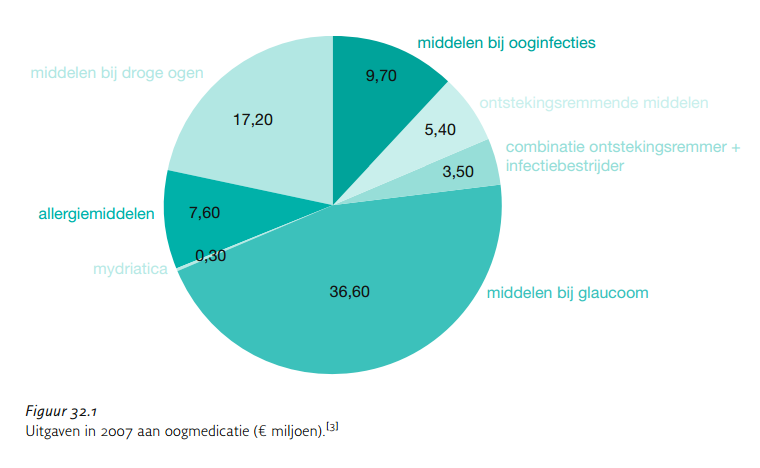 middelen bij ooginfecties
9,70
middelen bij droge ogen
ontstekingsremmende middelen
17,20
5,40
combinatie ontstekingsremmer +
infectiebestrijder
3,50
allergiemiddelen
7,60
0,30
mydriatica
36,60
middelen bij glaucoom
Figuur 32.1
Uitgaven in 2007 aan oogmedicatie (€ miljoen).[3]